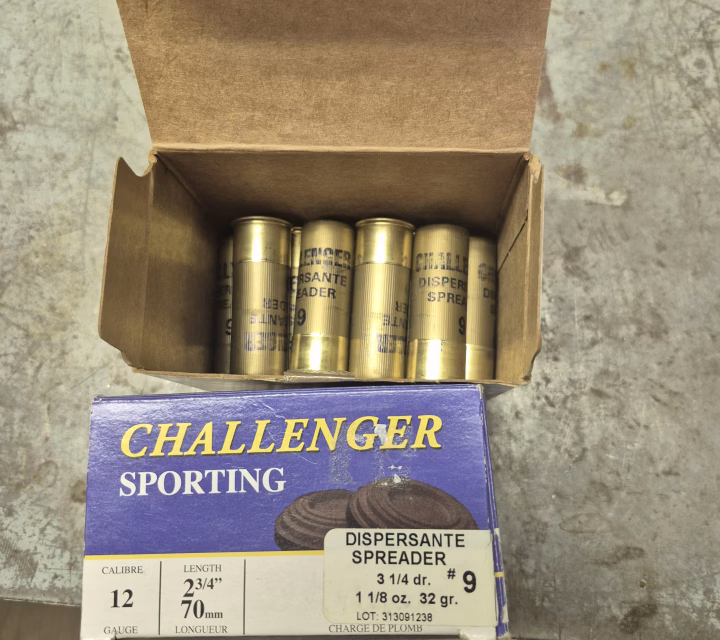 CHALLENGER
DISPERSANTE
SPREADER
9
CHALLENGER
SPORTING
CALIBRE
12
GAUGE
LENGTH
2 3/4"
70mm
LONGUEUR
DISPERSANTE
SPREADER
3 1/4 dr. # 9
1 1/8 oz. 32 gr.
LOT: 313091238
CHARGE DE PLOMB